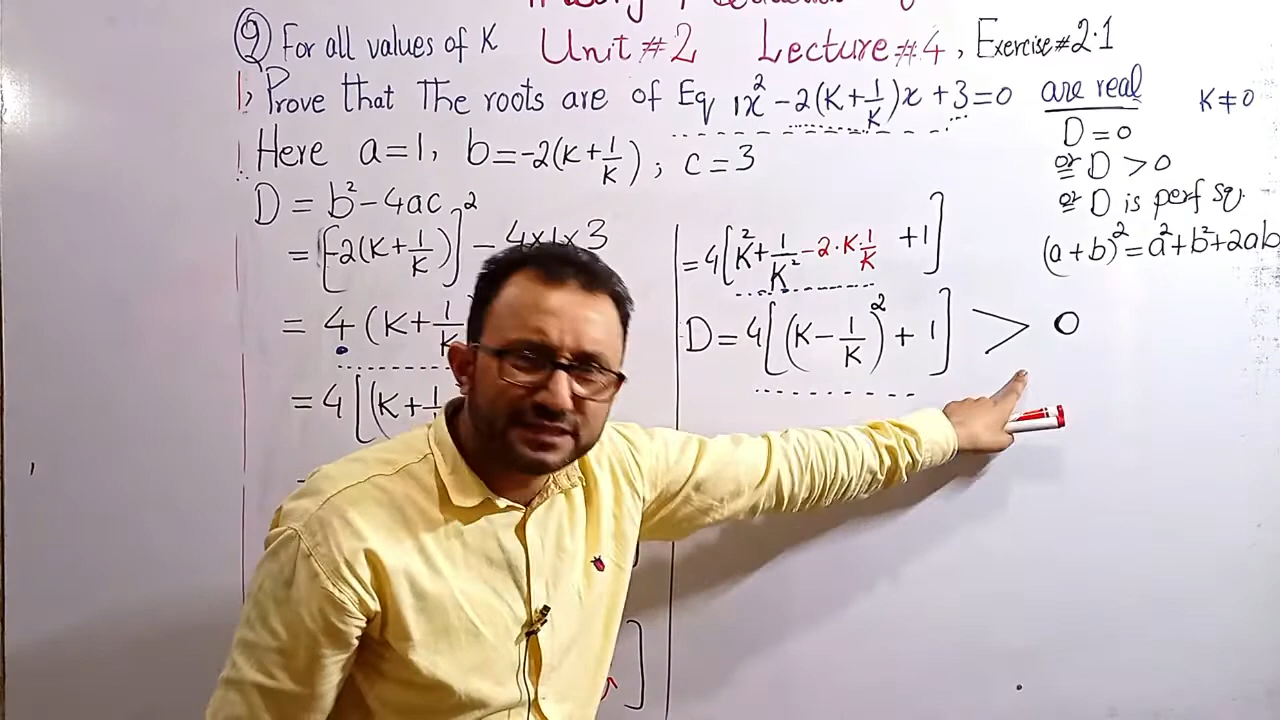 Q For all values of K Unit #2 Lecture #4, Exercise #2.1
1, Prove that The roots are of Eq 1x² - 2(K+1/K)x + 3 = 0 are real K ≠ 0
Here a=1, b=-2(K+1/K), c=3
D = b² - 4ac
= [-2(K+1/K)]² - 4x1x3
= 4(K+1/K
= 4[(K+1
= 4[K² + 1/K² - 2·K·1/K + 1]
D = 4[(K - 1/K)² + 1] > 0
D = 0
or D > 0
or D is perf sq.
(a+b)² = a² + b² + 2ab